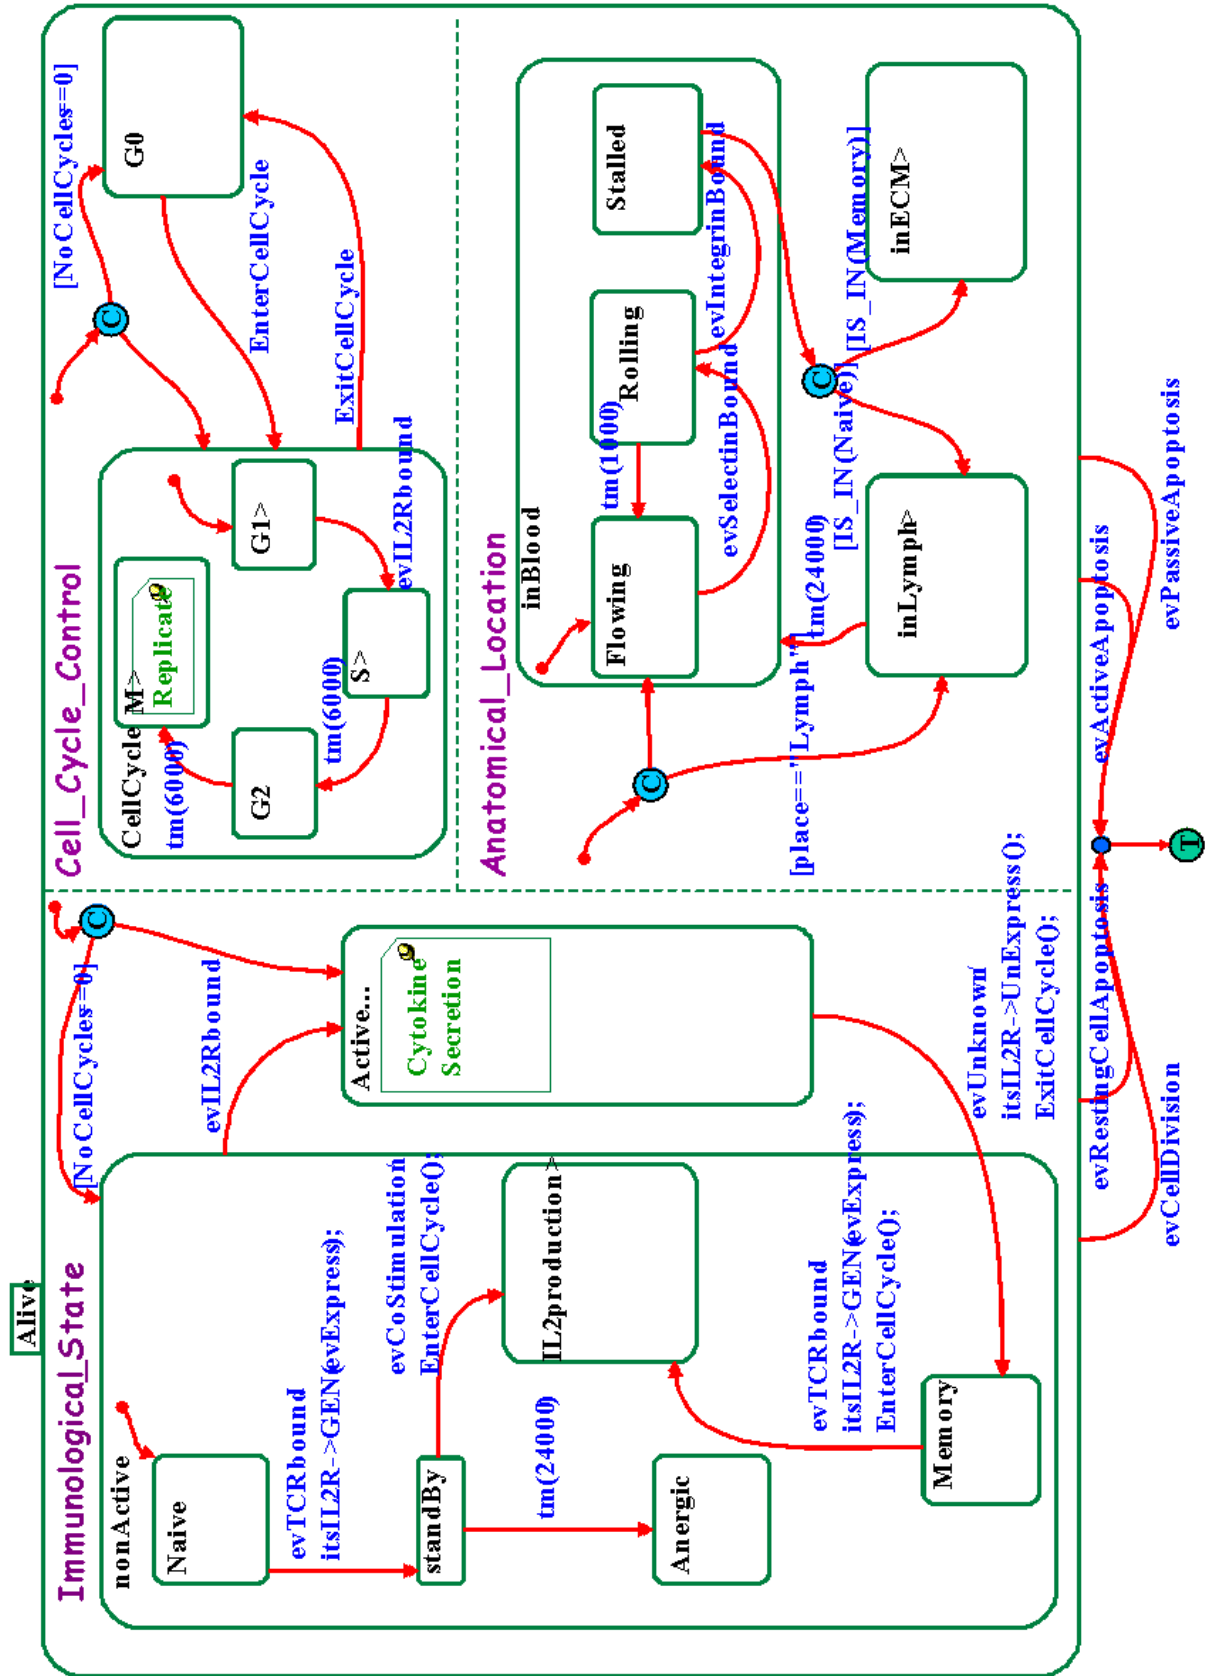 Alive
Immunological_State
nonActive
Naive
evTCRbound
itsIL2R->GEN(evExpress);
standBy
evCoStimulation
EnterCellCycle();
tm(24000)
Anergic
IL2production>
evTCRbound
itsIL2R->GEN(evExpress);
EnterCellCycle();
Memory
[NoCellCycles==0]
C
evIL2Rbound
Active...
Cytokine
Secretion
evUnknown
itsIL2R->UnExpress();
ExitCellCycle();
Cell_Cycle_Control
CellCycle
M>
Replicate
tm(6000)
G2
tm(6000)
S>
G1>
evIL2Rbound
C
[NoCellCycles==0]
G0
EnterCellCycle
ExitCellCycle
Anatomical_Location
inBlood
Flowing
tm(1000)
Rolling
Stalled
evSelectinBound
evIntegrinBound
C
[place=="Lymph"]
tm(24000)
C
[IS_IN(Naive)]
[IS_IN(Memory)]
inLymph>
inECM>
evRestingCellApoptosis
evCellDivision
evActiveApoptosis
evPassiveApoptosis
T